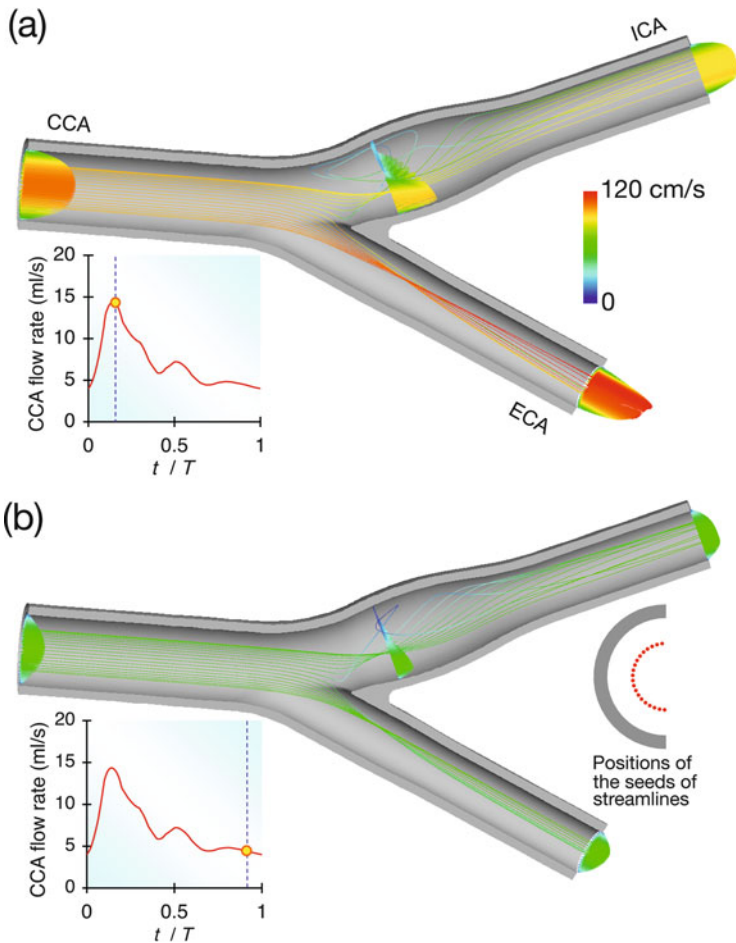 (a)
ICA
CCA
120 cm/s
0
20
15
10
5
0
CCA flow rate (ml/s)
0 0.5 1
t / T
ECA
(b)
20
15
10
5
0
CCA flow rate (ml/s)
0 0.5 1
t / T
Positions of
the seeds of
streamlines